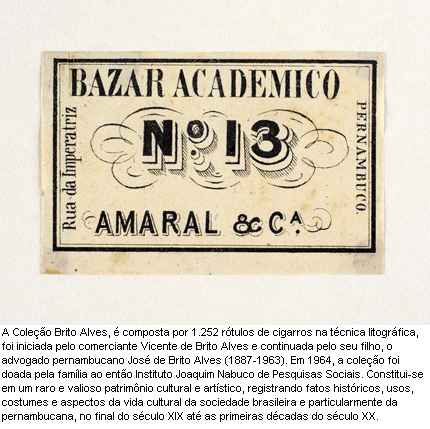 BAZAR ACADEMICO
Rua da Imperatriz
Nº 13
PERNAMBUCO.
AMARAL & Cª
A Coleção Brito Alves, é composta por 1.252 rótulos de cigarros na técnica litográfica,
foi iniciada pelo comerciante Vicente de Brito Alves e continuada pelo seu filho, o
advogado pernambucano José de Brito Alves (1887-1963). Em 1964, a coleção foi
doada pela família ao então Instituto Joaquim Nabuco de Pesquisas Sociais. Constitui-se
em um raro e valioso patrimônio cultural e artístico, registrando fatos históricos, usos,
costumes e aspectos da vida cultural da sociedade brasileira e particularmente da
pernambucana, no final do século XIX até as primeiras décadas do século XX.